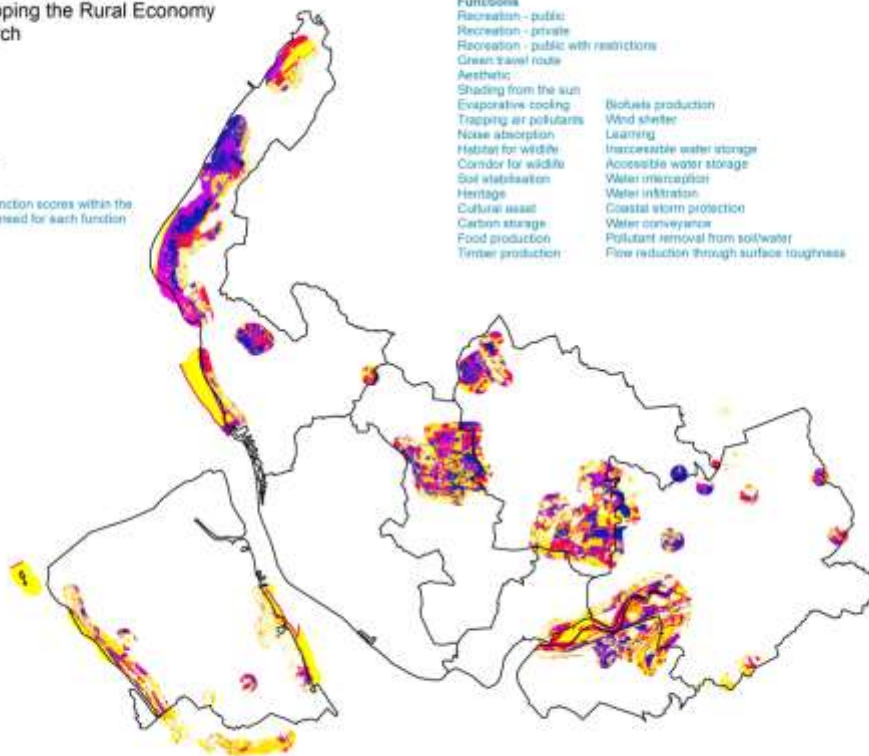 pping the Rural Economy
rch
nction scores within the
nsed for each function
Functions
Recreation - public
Recreation - private
Recreation - public with restrictions
Green travel route
Aesthetic
Shading from the sun
Evaporative cooling
Trapping air pollutants
Noise absorption
Habitat for wildlife
Corridor for wildlife
Soil stabilisation
Heritage
Cultural asset
Carbon storage
Food production
Timber production
Biofuels production
Wind shelter
Learning
Inaccessible water storage
Accessible water storage
Water interception
Water infiltration
Coastal storm protection
Water conveyance
Pollutant removal from soil/water
Flow reduction through surface roughness